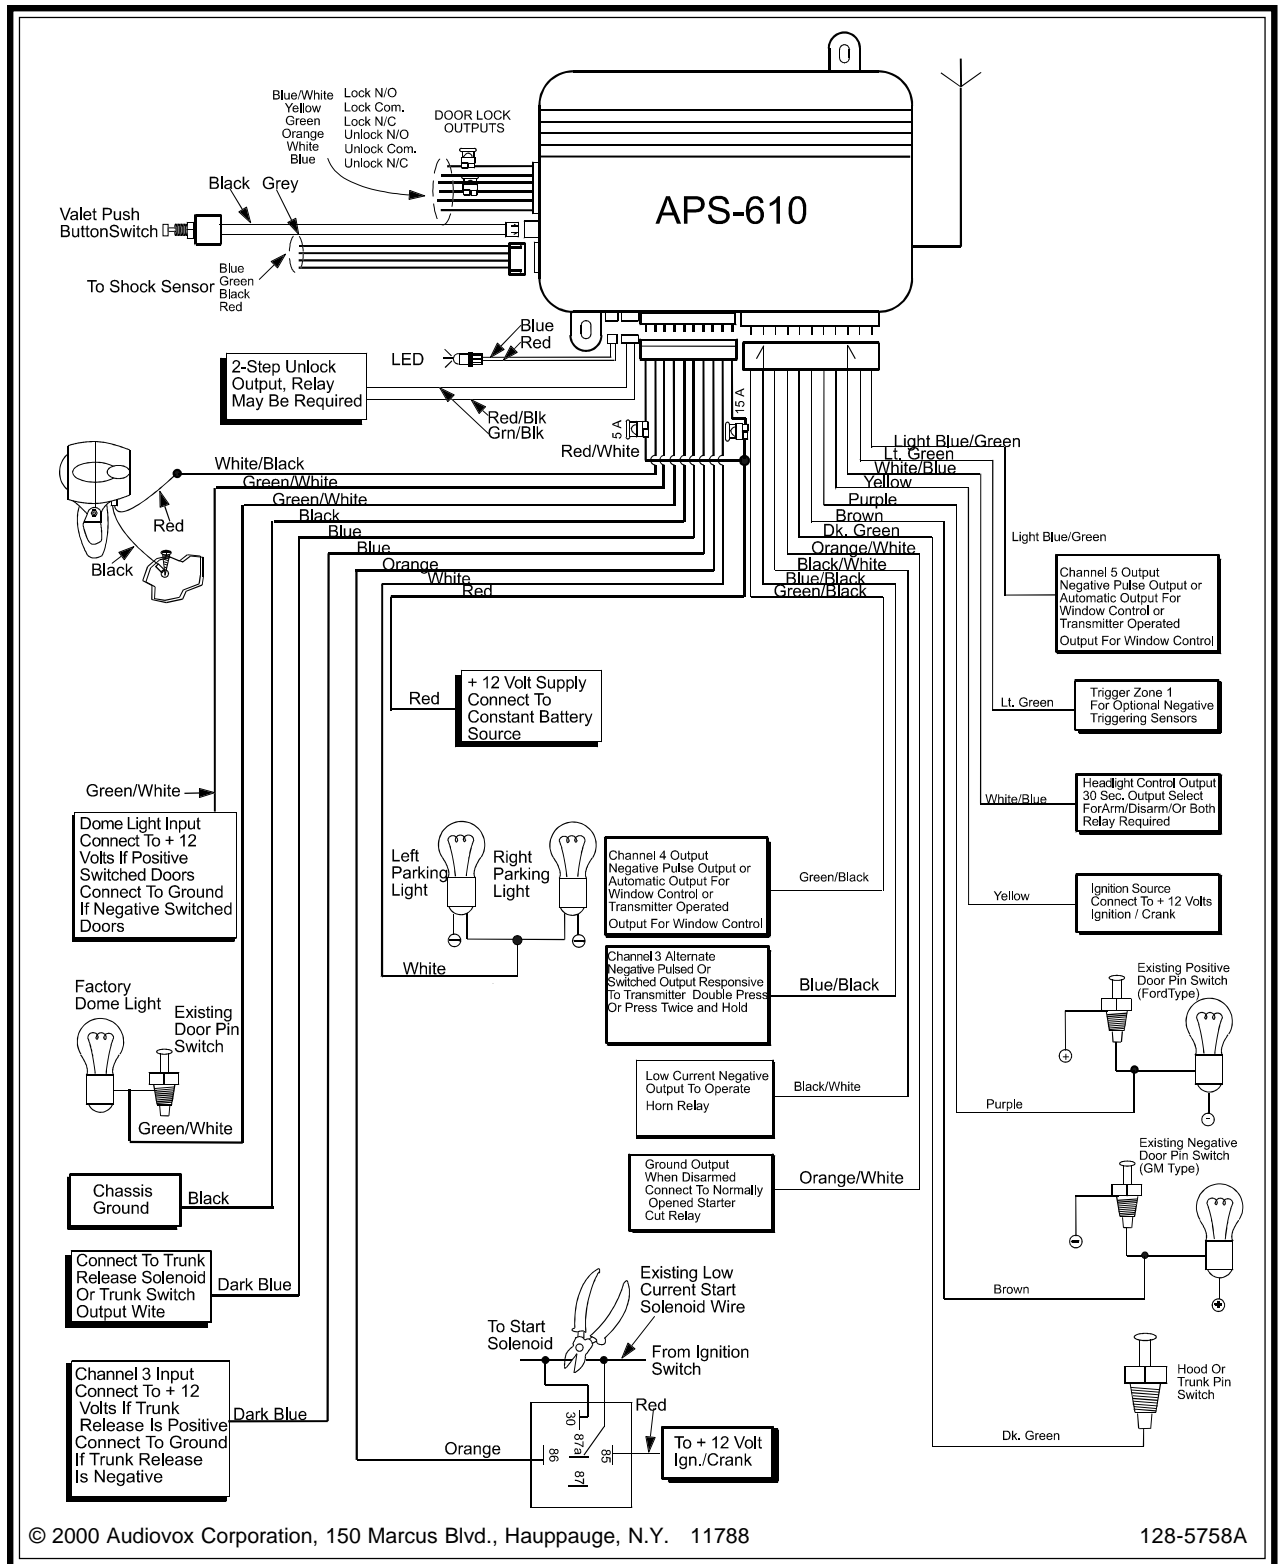 Blue/White Lock N/O
Yellow Lock Com.
Green Lock N/C
Orange Unlock N/O
White Unlock Com.
Blue Unlock N/C
DOOR LOCK
OUTPUTS
APS-610
Black Grey
Valet Push
ButtonSwitch
To Shock Sensor
Blue
Green
Black
Red
LED
Blue
Red
2-Step Unlock
Output, Relay
May Be Required
Red/Blk
Grn/Blk
5 A
15 A
Red/White
White/Black
Green/White
Green/White
Black
Blue
Blue
Orange
White
Red
Light Blue/Green
Lt. Green
White/Blue
Yellow
Purple
Brown
Dk. Green
Orange/White
Black/White
Blue/Black
Green/Black
Red
Black
Light Blue/Green
Channel 5 Output
Negative Pulse Output or
Automatic Output For
Window Control or
Transmitter Operated
Output For Window Control
Red
+ 12 Volt Supply
Connect To
Constant Battery
Source
Lt. Green
Trigger Zone 1
For Optional Negative
Triggering Sensors
Green/White
Dome Light Input
Connect To + 12
Volts If Positive
Switched Doors
Connect To Ground
If Negative Switched
Doors
White/Blue
Headlight Control Output
30 Sec. Output Select
ForArm/Disarm/Or Both
Relay Required
Left
Parking
Light
Right
Parking
Light
White
Channel 4 Output
Negative Pulse Output or
Automatic Output For
Window Control or
Transmitter Operated
Output For Window Control
Green/Black
Yellow
Ignition Source
Connect To + 12 Volts
Ignition / Crank
Channel 3 Alternate
Negative Pulsed Or
Switched Output Responsive
To Transmitter Double Press
Or Press Twice and Hold
Blue/Black
Factory
Dome Light
Existing
Door Pin
Switch
Green/White
Existing Positive
Door Pin Switch
(FordType)
+
-
Purple
Low Current Negative
Output To Operate
Horn Relay
Black/White
Existing Negative
Door Pin Switch
(GM Type)
-
+
Brown
Chassis
Ground
Black
Ground Output
When Disarmed
Connect To Normally
Opened Starter
Cut Relay
Orange/White
Connect To Trunk
Release Solenoid
Or Trunk Switch
Output Wite
Dark Blue
Existing Low
Current Start
Solenoid Wire
To Start
Solenoid
From Ignition
Switch
Hood Or
Trunk Pin
Switch
Dk. Green
Channel 3 Input
Connect To + 12
Volts If Trunk
Release Is Positive
Connect To Ground
If Trunk Release
Is Negative
Dark Blue
Orange
30
87a
86
85
87
Red
To + 12 Volt
Ign./Crank
© 2000 Audiovox Corporation, 150 Marcus Blvd., Hauppauge, N.Y. 11788
128-5758A